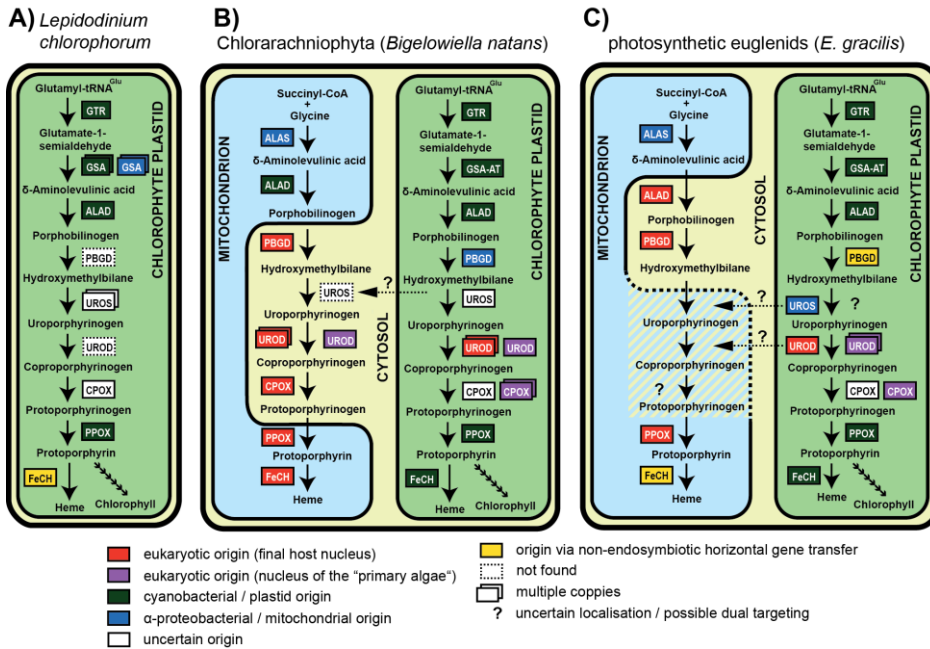 A) Lepidodinium
chlorophorum
B)
Chlorarachniophyta (Bigelowiella natans)
C)
photosynthetic euglenids (E. gracilis)
Glutamyl-tRNAGlu
GTR
Glutamate-1-
semialdehyde
GSA
GSA
δ-Aminolevulinic acid
ALAD
Porphobilinogen
PBGD
Hydroxymethylbilane
UROS
Uroporphyrinogen
UROD
Coproporphyrinogen
CPOX
Protoporphyrinogen
PPOX
Protoporphyrin
FeCH
Heme
Chlorophyll
CHLOROPHYTE PLASTID
MITOCHONDRION
Succinyl-CoA
+
Glycine
ALAS
δ-Aminolevulinic acid
ALAD
Porphobilinogen
PBGD
Hydroxymethylbilane
UROS
?
Uroporphyrinogen
UROD
UROD
Coproporphyrinogen
CPOX
Protoporphyrinogen
PPOX
Protoporphyrin
FeCH
Heme
CYTOSOL
Glutamyl-tRNAGlu
GTR
Glutamate-1-
semialdehyde
GSA-AT
δ-Aminolevulinic acid
ALAD
Porphobilinogen
PBGD
Hydroxymethylbilane
UROS
Uroporphyrinogen
UROD
UROD
Coproporphyrinogen
CPOX
CPOX
Protoporphyrinogen
PPOX
Protoporphyrin
FeCH
Heme
Chlorophyll
CHLOROPHYTE PLASTID
MITOCHONDRION
Succinyl-CoA
+
Glycine
ALAS
δ-Aminolevulinic acid
ALAD
Porphobilinogen
PBGD
Hydroxymethylbilane
?
Uroporphyrinogen
?
Coproporphyrinogen
?
Protoporphyrinogen
PPOX
Protoporphyrin
FeCH
Heme
CYTOSOL
Glutamyl-tRNAGlu
GTR
Glutamate-1-
semialdehyde
GSA-AT
δ-Aminolevulinic acid
ALAD
Porphobilinogen
PBGD
Hydroxymethylbilane
UROS
?
Uroporphyrinogen
UROD
UROD
Coproporphyrinogen
CPOX
CPOX
Protoporphyrinogen
PPOX
Protoporphyrin
FeCH
Heme
Chlorophyll
CHLOROPHYTE PLASTID
eukaryotic origin (final host nucleus)
eukaryotic origin (nucleus of the "primary algae")
cyanobacterial / plastid origin
α-proteobacterial / mitochondrial origin
uncertain origin
origin via non-endosymbiotic horizontal gene transfer
not found
multiple coppies
? uncertain localisation / possible dual targeting